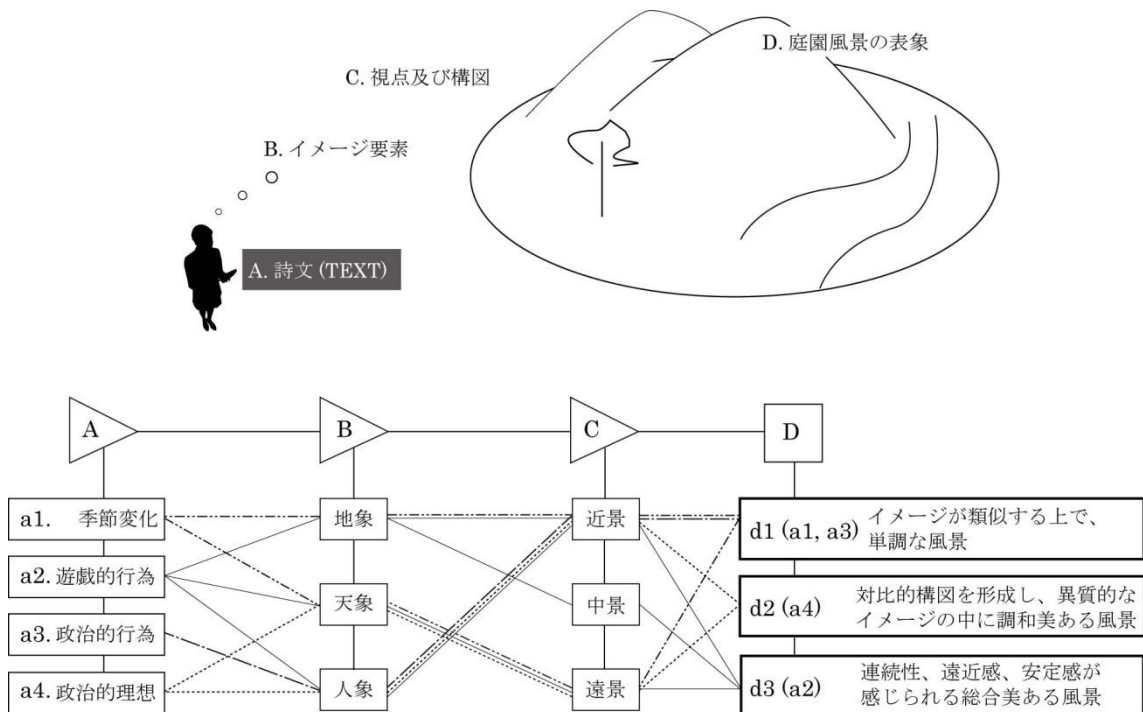 D. 庭園風景の表象
C. 視点及び構図
B. イメージ要素
A. 詩文 (TEXT)
A
B
C
D
a1. 季節変化
a2. 遊戯的行為
a3. 政治的行為
a4. 政治的理想
地象
天象
人象
近景
中景
遠景
d1 (a1, a3) イメージが類似する上で、
単調な風景
d2 (a4) 対比的構図を形成し、異質的な
イメージの中に調和美ある風景
d3 (a2) 連続性、遠近感、安定感が
感じられる総合美ある風景